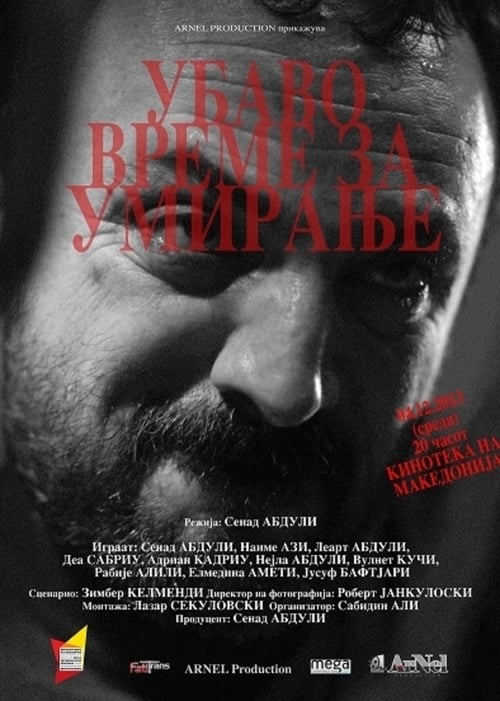 ARNEL PRODUCTION прикажува
УБАВО
ВРЕМЕ ЗА
УМИРАЊЕ
(среда)
20 часот
КИНОТЕКА НА
МАКЕДОНИЈА
Режија: Сенад АБДУЛИ
Играат: Сенад АБДУЛИ, Наиме АЗИ, Леарт АБДУЛИ,
Деа САБРИУ, Адриан КАДРИУ, Нејла АБДУЛИ, Вулнет КУЧИ,
Рабије АЛИЛИ, Елмедина АМЕТИ, Јусуф БАФТЈАРИ
Сценарио: Зимбер КЕЛМЕНДИ Директор на фотографија: Роберт ЈАНКУЛОСКИ
Монтажа: Лазар СЕКУЛОВСКИ Организатор: Сабидин АЛИ
Продуцент: Сенад АБДУЛИ
ARNEL Production
mega
ArNel